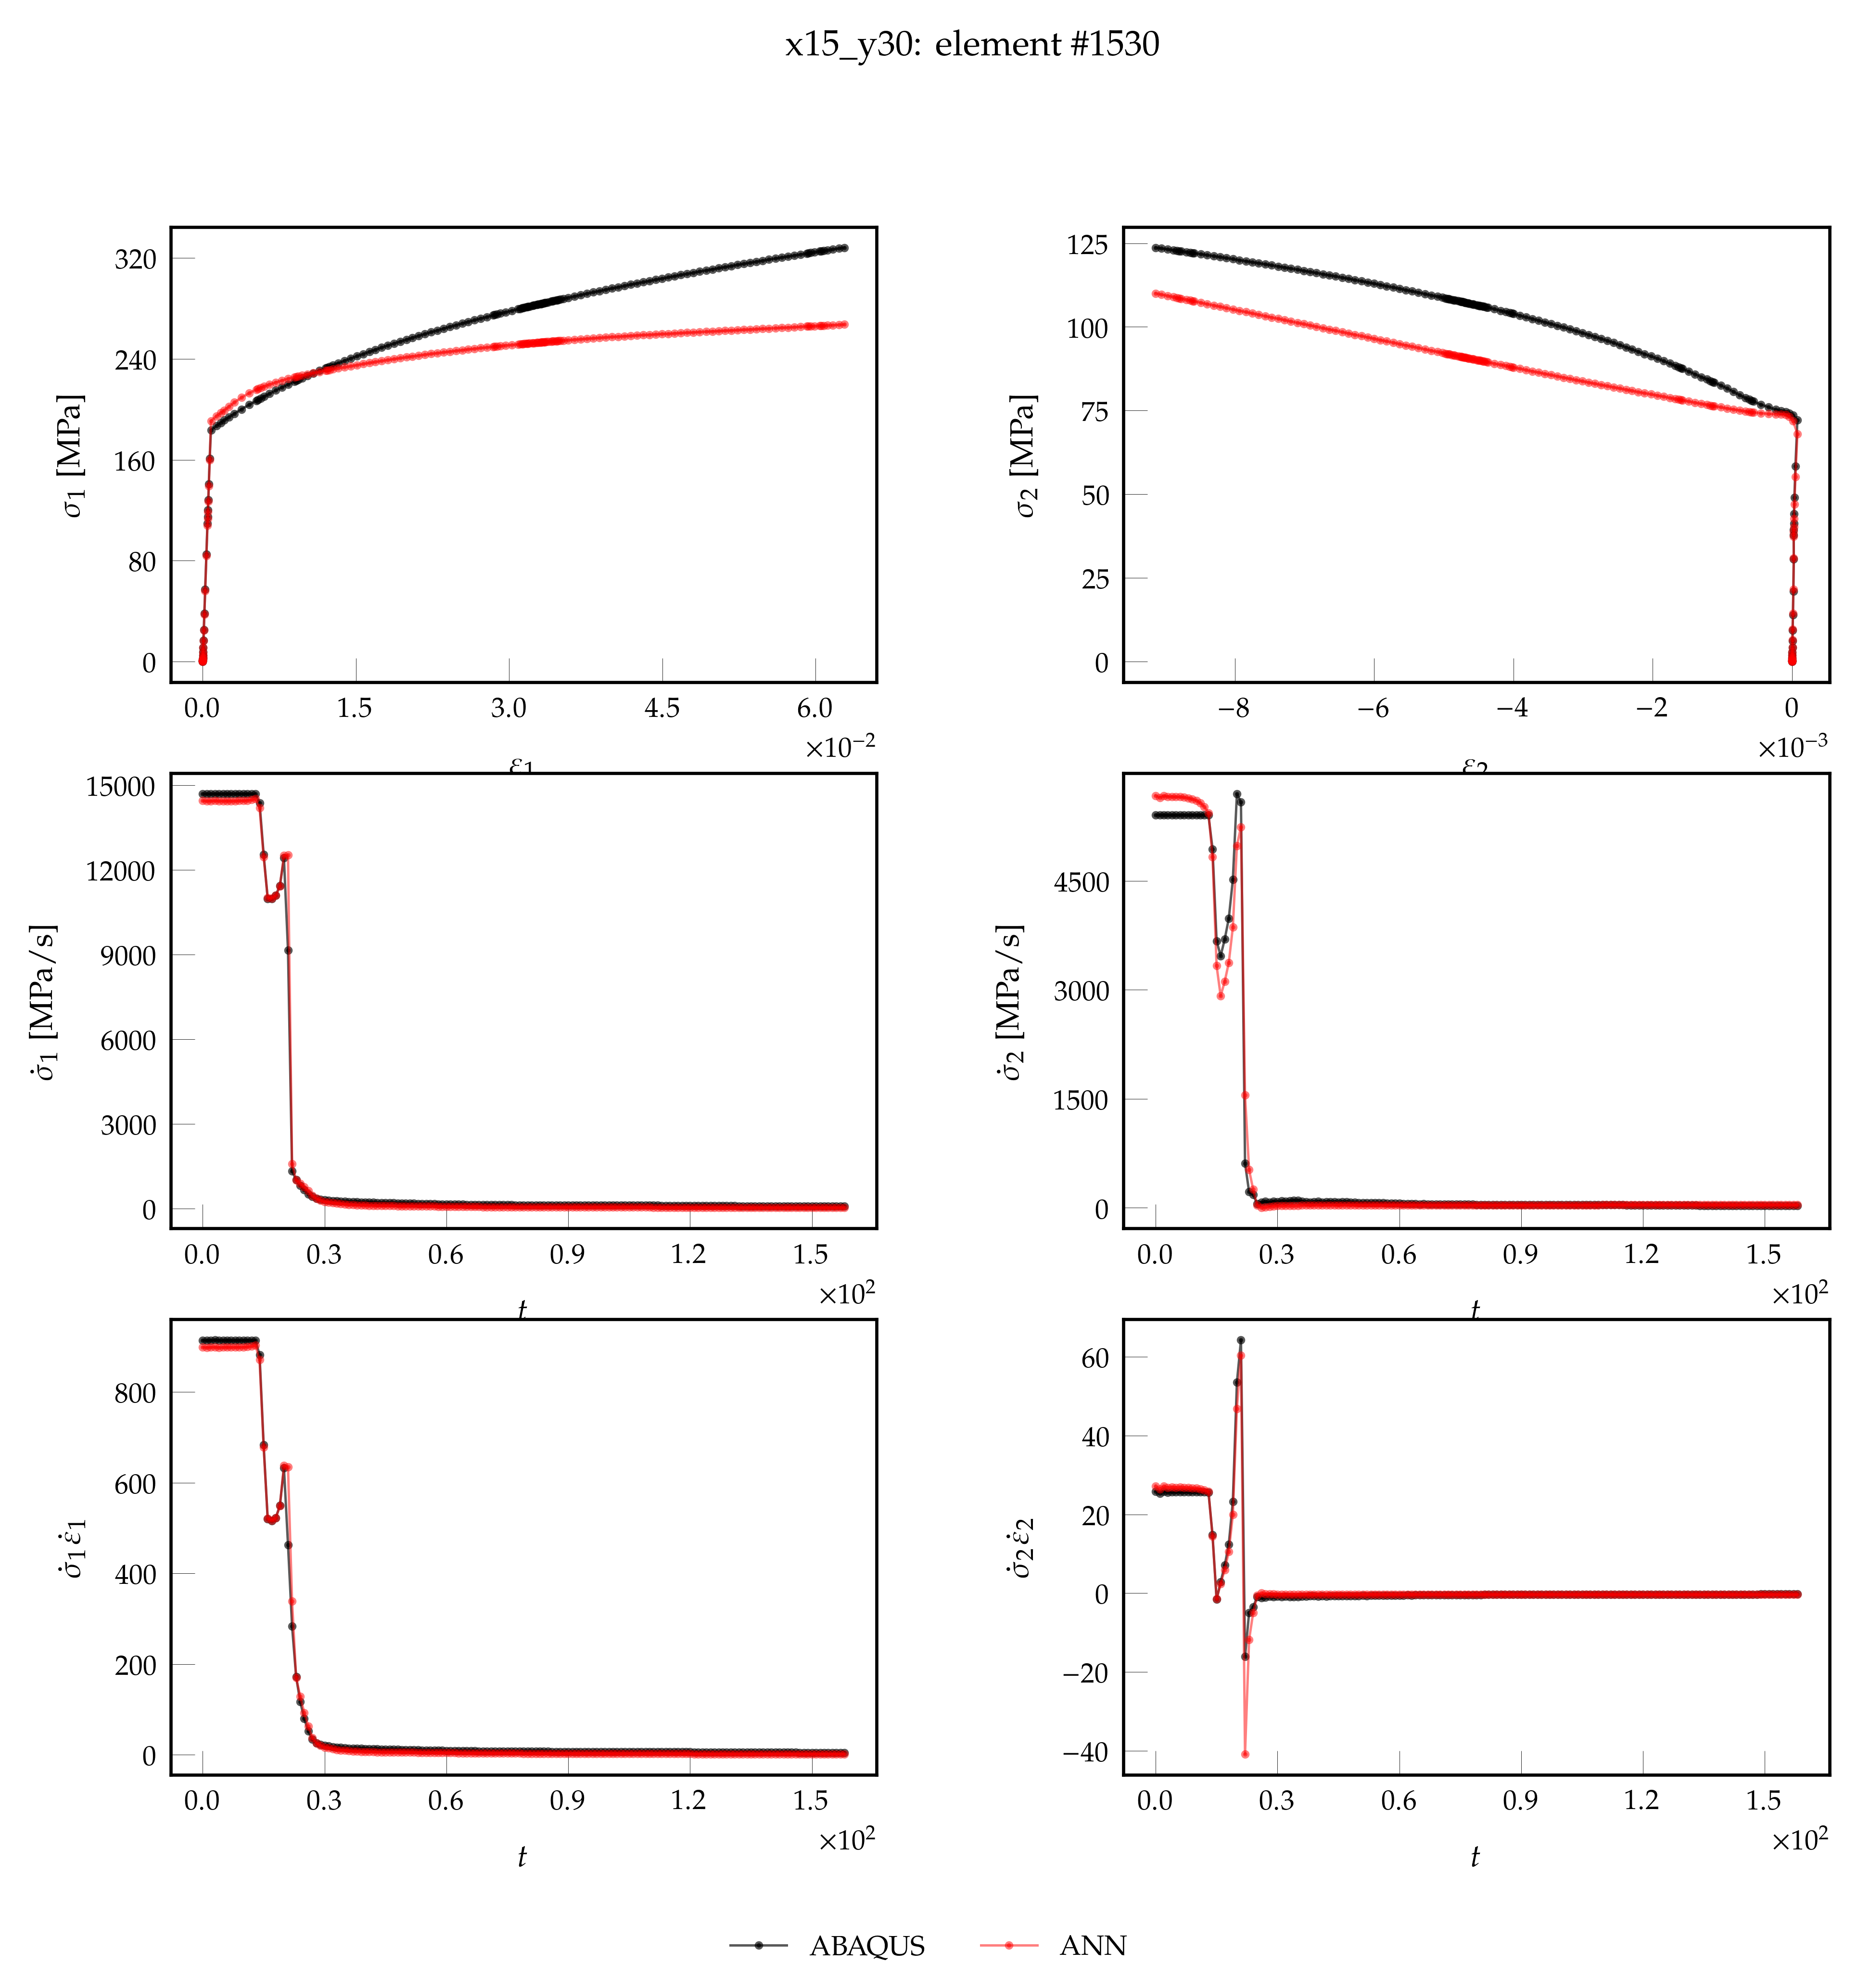 x15_y30: element #1530
σ1 [MPa]
320
240
160
80
0
0.0 1.5 3.0 4.5 6.0
×10−2
ε1
σ2 [MPa]
125
100
75
50
25
0
−8 −6 −4 −2 0
×10−3
ε2
σ̇1 [MPa/s]
15000
12000
9000
6000
3000
0
0.0 0.3 0.6 0.9 1.2 1.5
×102
t
σ̇2 [MPa/s]
4500
3000
1500
0
0.0 0.3 0.6 0.9 1.2 1.5
×102
t
σ̇1ε̇1
800
600
400
200
0
0.0 0.3 0.6 0.9 1.2 1.5
×102
t
σ̇2ε̇2
60
40
20
0
−20
−40
0.0 0.3 0.6 0.9 1.2 1.5
×102
t
ABAQUS ANN